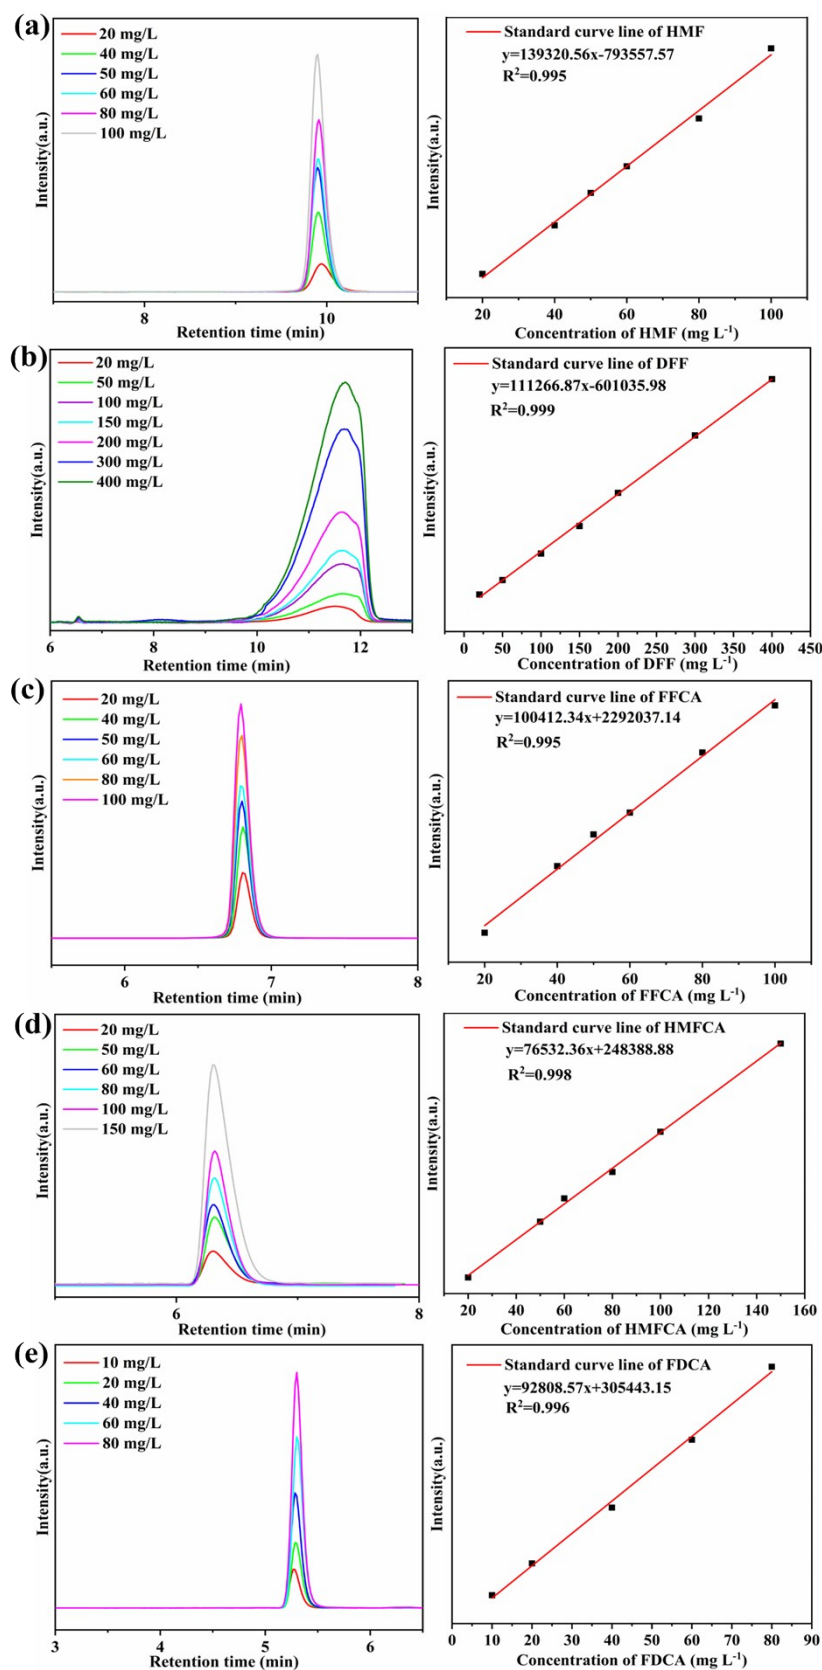 (a)
20 mg/L
40 mg/L
50 mg/L
60 mg/L
80 mg/L
100 mg/L
Intensity(a.u.)
8
10
Retention time (min)
Standard curve line of HMF
y=139320.56x-793557.57
R²=0.995
Intensity(a.u.)
20
40
60
80
100
Concentration of HMF (mg L⁻¹)
(b)
20 mg/L
50 mg/L
100 mg/L
150 mg/L
200 mg/L
300 mg/L
400 mg/L
Intensity(a.u.)
6
8
10
12
Retention time (min)
Standard curve line of DFF
y=111266.87x-601035.98
R²=0.999
Intensity(a.u.)
0
50
100
150
200
250
300
350
400
450
Concentration of DFF (mg L⁻¹)
(c)
20 mg/L
40 mg/L
50 mg/L
60 mg/L
80 mg/L
100 mg/L
Intensity(a.u.)
6
7
8
Retention time (min)
Standard curve line of FFCA
y=100412.34x+2292037.14
R²=0.995
Intensity(a.u.)
20
40
60
80
100
Concentration of FFCA (mg L⁻¹)
(d)
20 mg/L
50 mg/L
60 mg/L
80 mg/L
100 mg/L
150 mg/L
Intensity(a.u.)
6
7
8
Retention time (min)
Standard curve line of HMFCA
y=76532.36x+248388.88
R²=0.998
Intensity(a.u.)
20
40
60
80
100
120
140
160
Concentration of HMFCA (mg L⁻¹)
(e)
10 mg/L
20 mg/L
40 mg/L
60 mg/L
80 mg/L
Intensity(a.u.)
3
4
5
6
Retention time (min)
Standard curve line of FDCA
y=92808.57x+305443.15
R²=0.996
Intensity(a.u.)
0
10
20
30
40
50
60
70
80
90
Concentration of FDCA (mg L⁻¹)